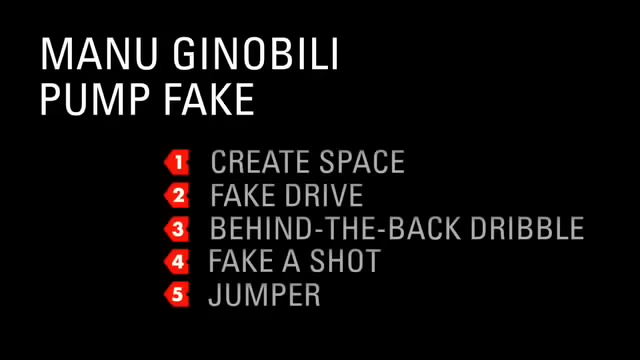 MANU GINOBILI
PUMP FAKE
1 CREATE SPACE
2 FAKE DRIVE
3 BEHIND-THE-BACK DRIBBLE
4 FAKE A SHOT
5 JUMPER